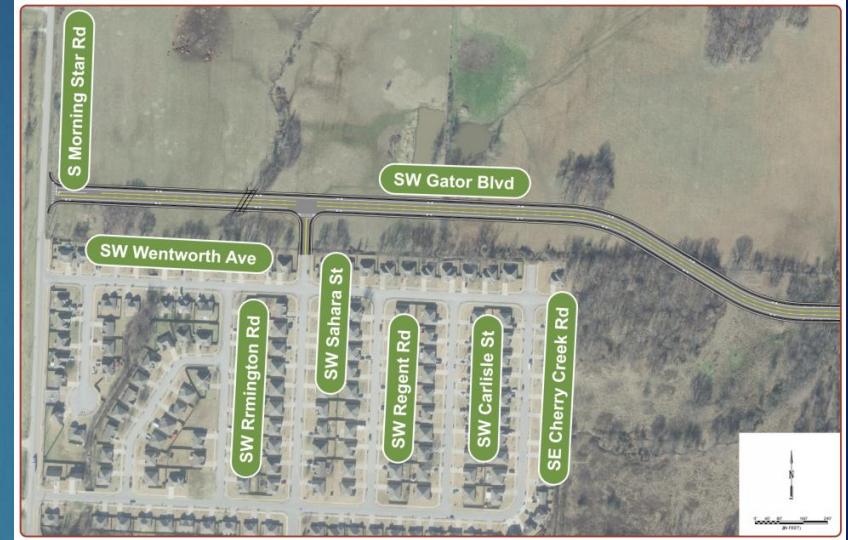 S Morning Star Rd
SW Gator Blvd
SW Wentworth Ave
SW Sahara St
SW Rrmington Rd
SW Regent Rd
SW Carlisle St
SE Cherry Creek Rd
N